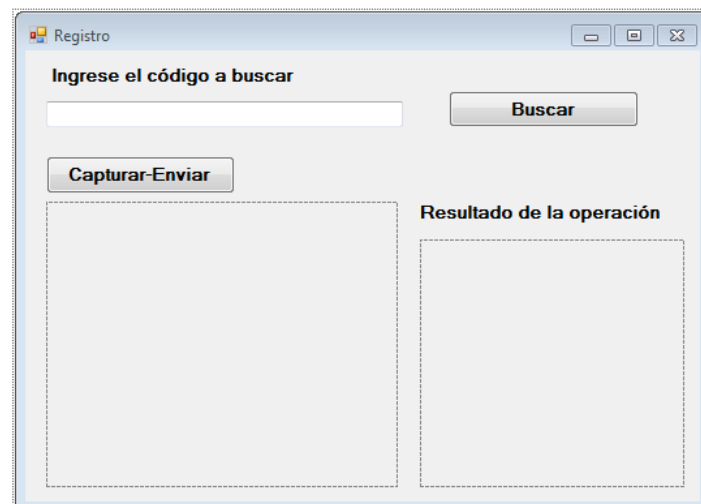 Registro
Ingrese el código a buscar
Buscar
Capturar-Enviar
Resultado de la operación